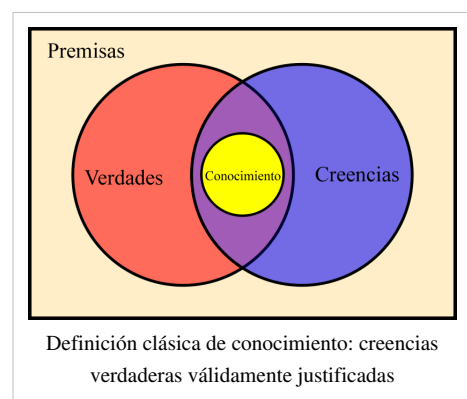 Premisas
Verdades
Conocimiento
Creencias
Definición clásica de conocimiento: creencias
verdaderas válidamente justificadas